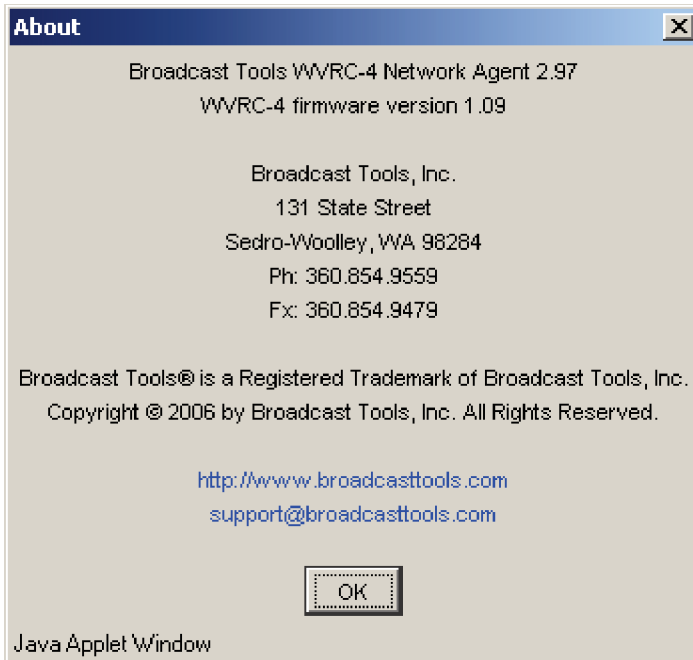 About
Broadcast Tools WVRC-4 Network Agent 2.97
WVRC-4 firmware version 1.09
Broadcast Tools, Inc.
131 State Street
Sedro-Woolley, WA 98284
Ph: 360.854.9559
Fx: 360.854.9479
Broadcast Tools® is a Registered Trademark of Broadcast Tools, Inc.
Copyright © 2006 by Broadcast Tools, Inc. All Rights Reserved.
http://www.broadcasttools.com
support@broadcasttools.com
OK
Java Applet Window